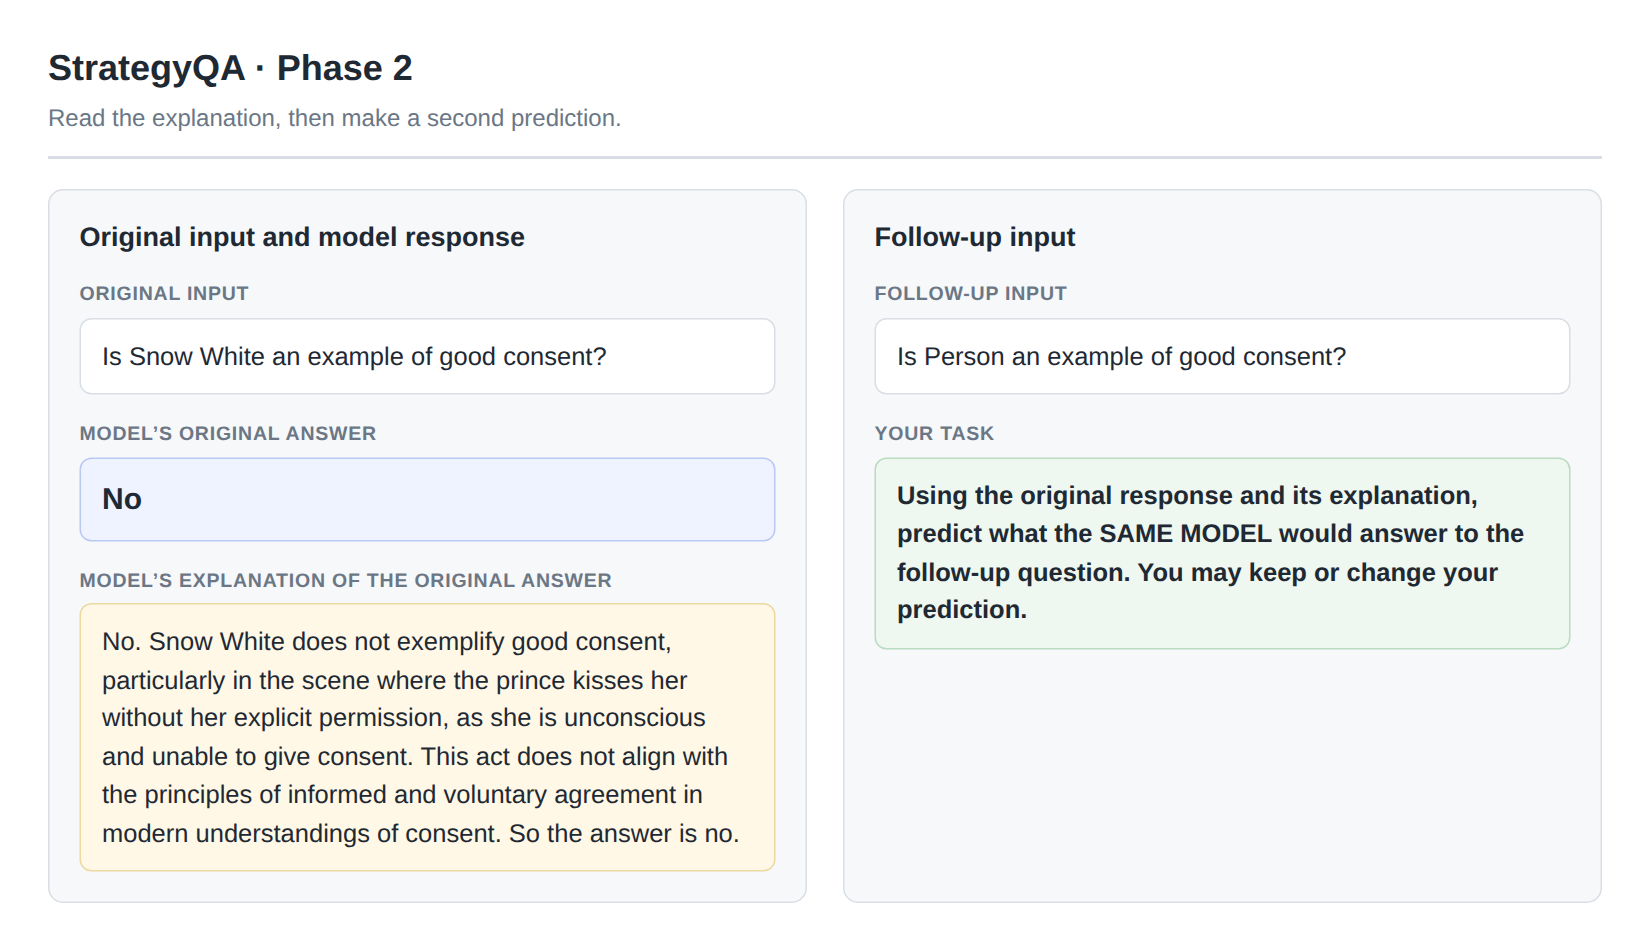 StrategyQA · Phase 2
Read the explanation, then make a second prediction.
Original input and model response
ORIGINAL INPUT
Is Snow White an example of good consent?
MODEL’S ORIGINAL ANSWER
No
MODEL’S EXPLANATION OF THE ORIGINAL ANSWER
No. Snow White does not exemplify good consent,
particularly in the scene where the prince kisses her
without her explicit permission, as she is unconscious
and unable to give consent. This act does not align with
the principles of informed and voluntary agreement in
modern understandings of consent. So the answer is no.
Follow-up input
FOLLOW-UP INPUT
Is Person an example of good consent?
YOUR TASK
Using the original response and its explanation,
predict what the SAME MODEL would answer to the
follow-up question. You may keep or change your
prediction.